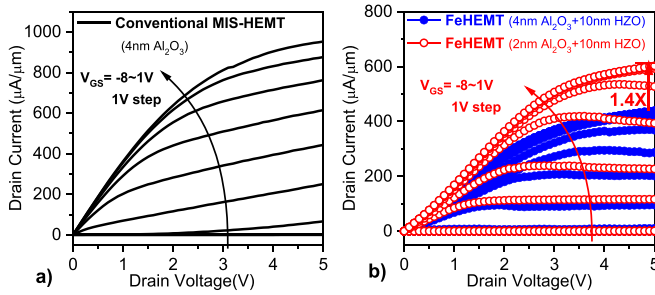 Conventional MIS-HEMT
(4nm Al₂O₃)
V_GS= -8~1V
1V step
1000
800
600
400
200
0
0 1 2 3 4 5
Drain Current (μA/μm)
Drain Voltage(V)
a)
FeHEMT (4nm Al₂O₃+10nm HZO)
FeHEMT (2nm Al₂O₃+10nm HZO)
V_GS= -8~1V
1V step
1.4X
800
600
400
200
0
0 1 2 3 4 5
Drain Current (μA/μm)
Drain Voltage(V)
b)